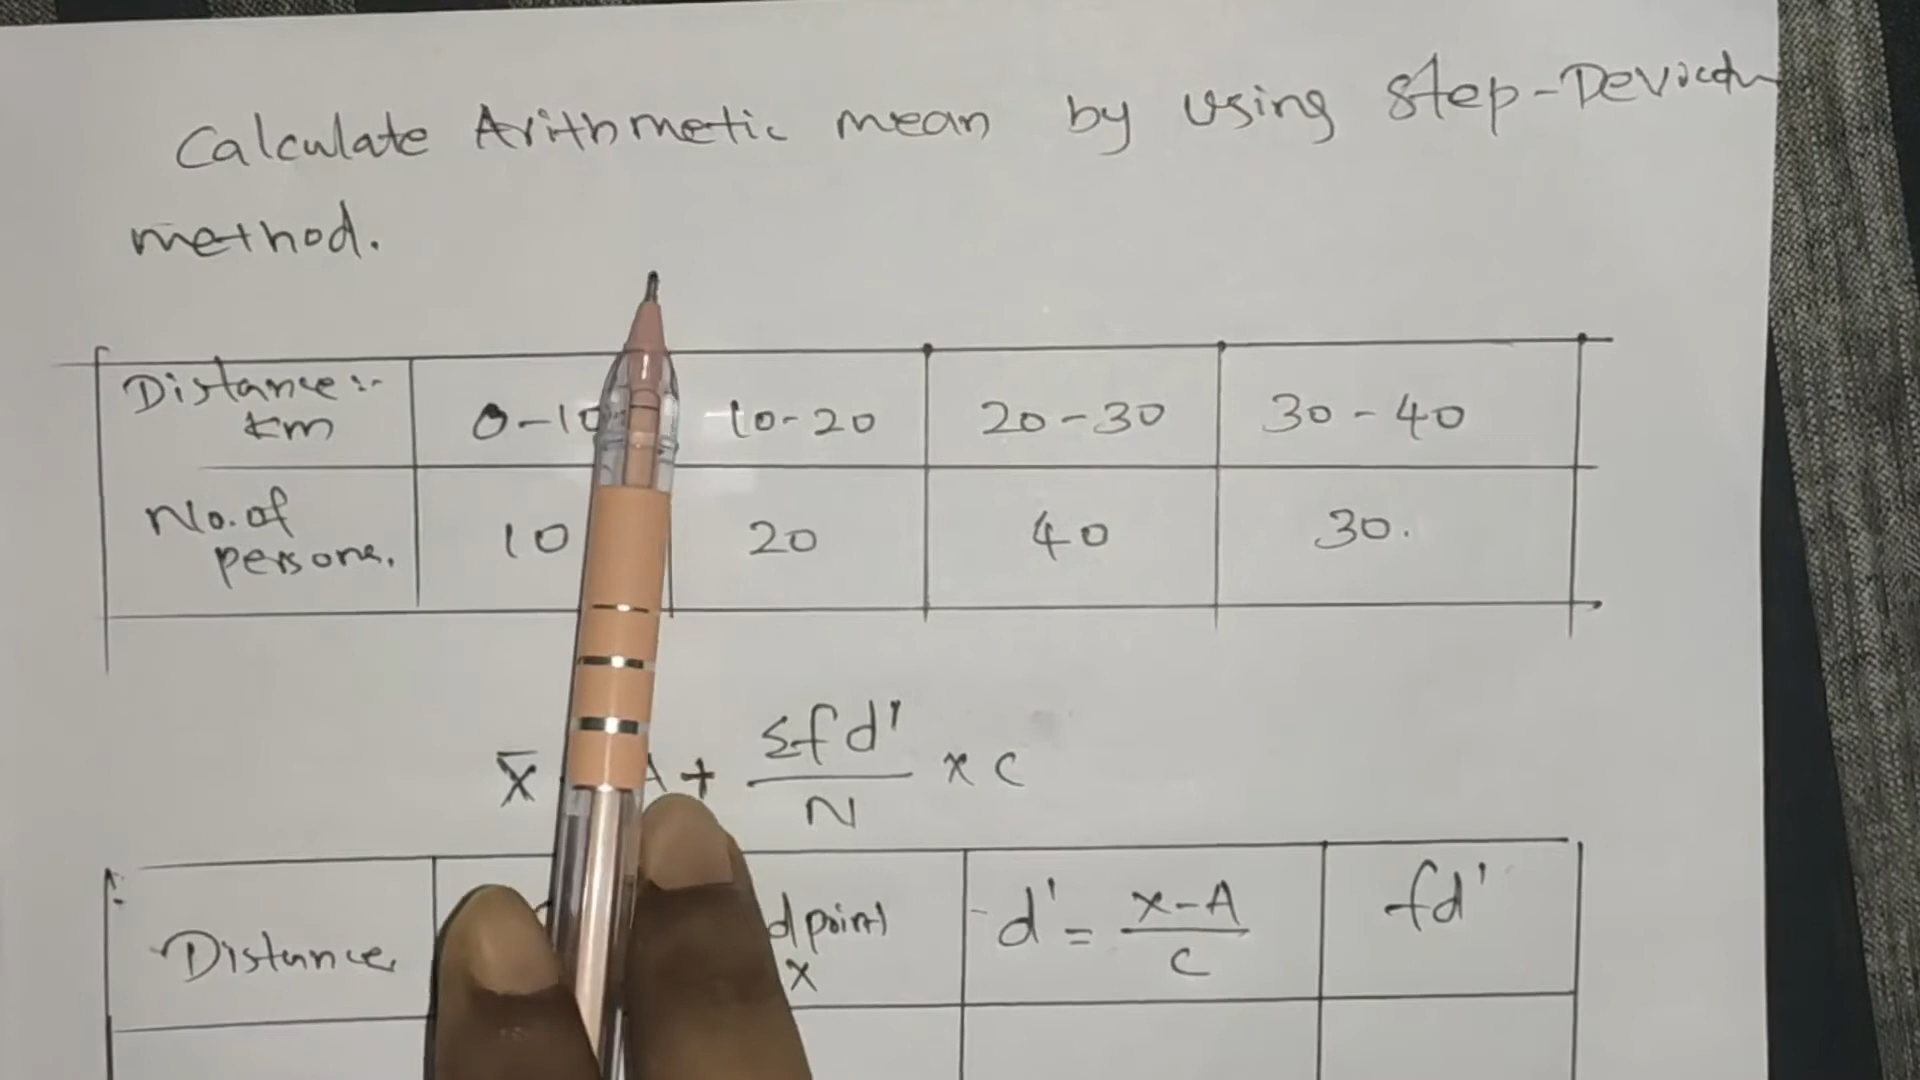 Calculate Arithmetic mean by using Step-Deviation
method.
Distance:- km 0-10 10-20 20-30 30-40
No. of persons. 10 20 40 30.
x̄ A + Σfd' / N x c
Distance d point x d' = x-A / c fd'